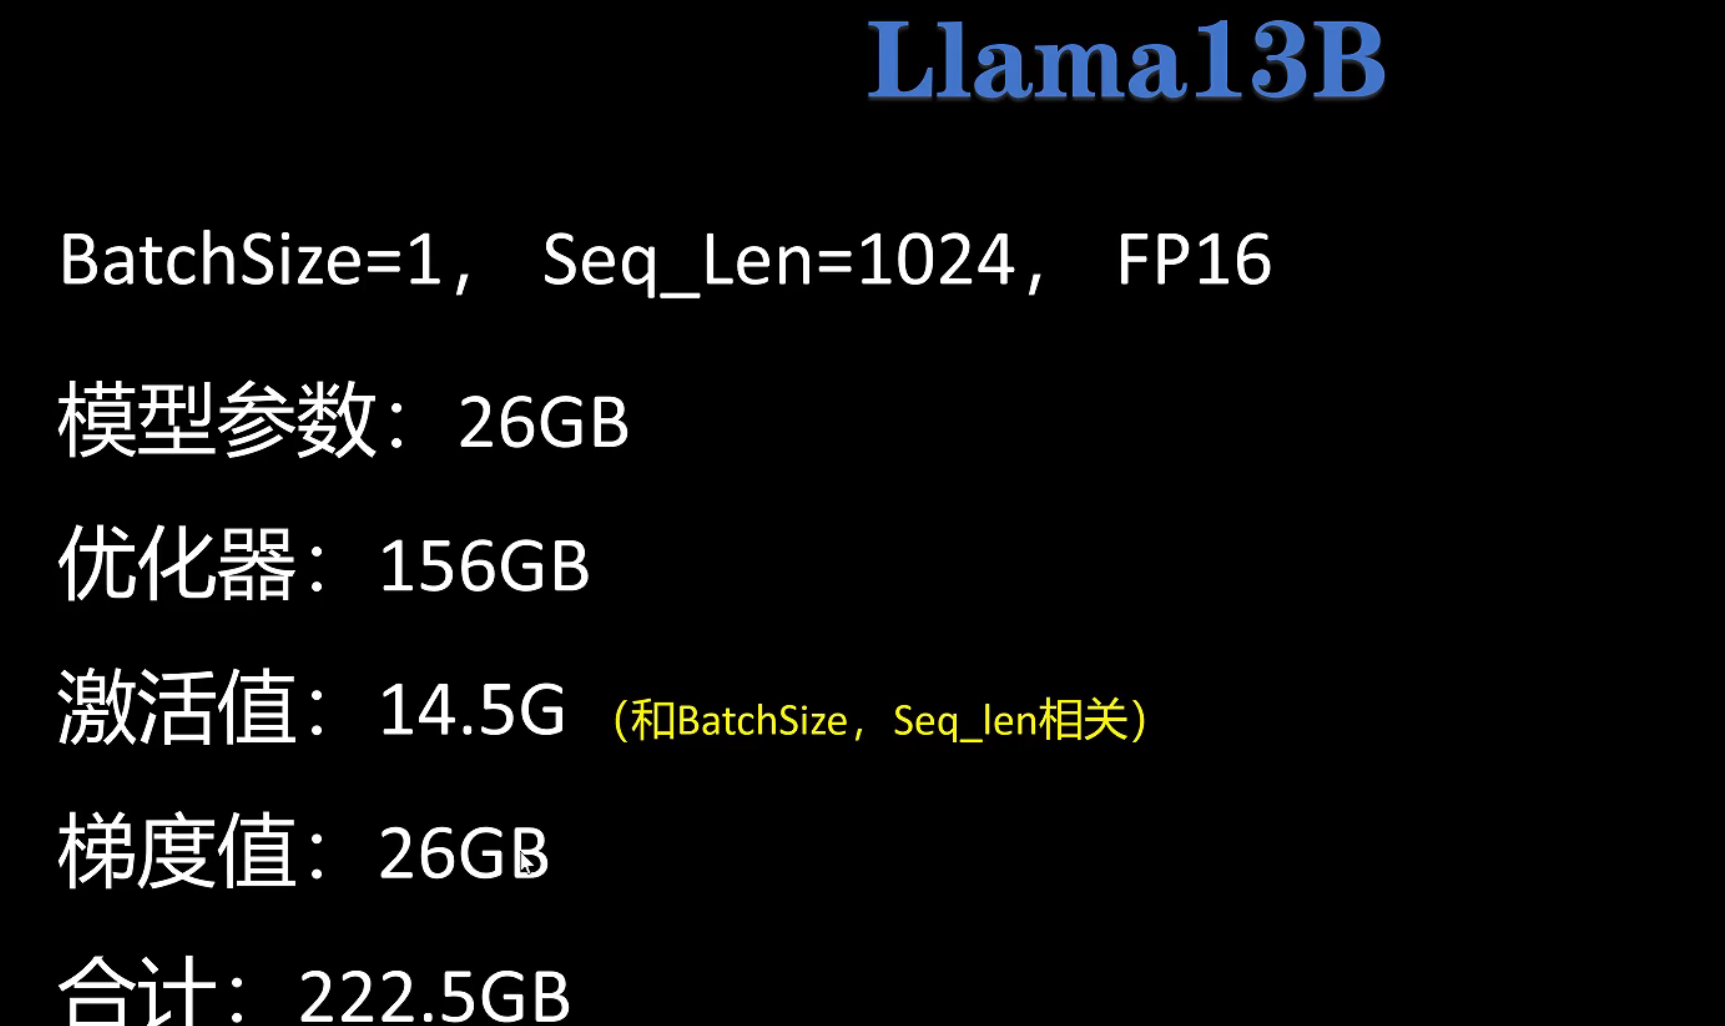 Llama13B
BatchSize=1， Seq_Len=1024， FP16
模型参数：26GB
优化器：156GB
激活值：14.5G （和BatchSize，Seq_len相关）
梯度值：26GB
合计：222.5GB